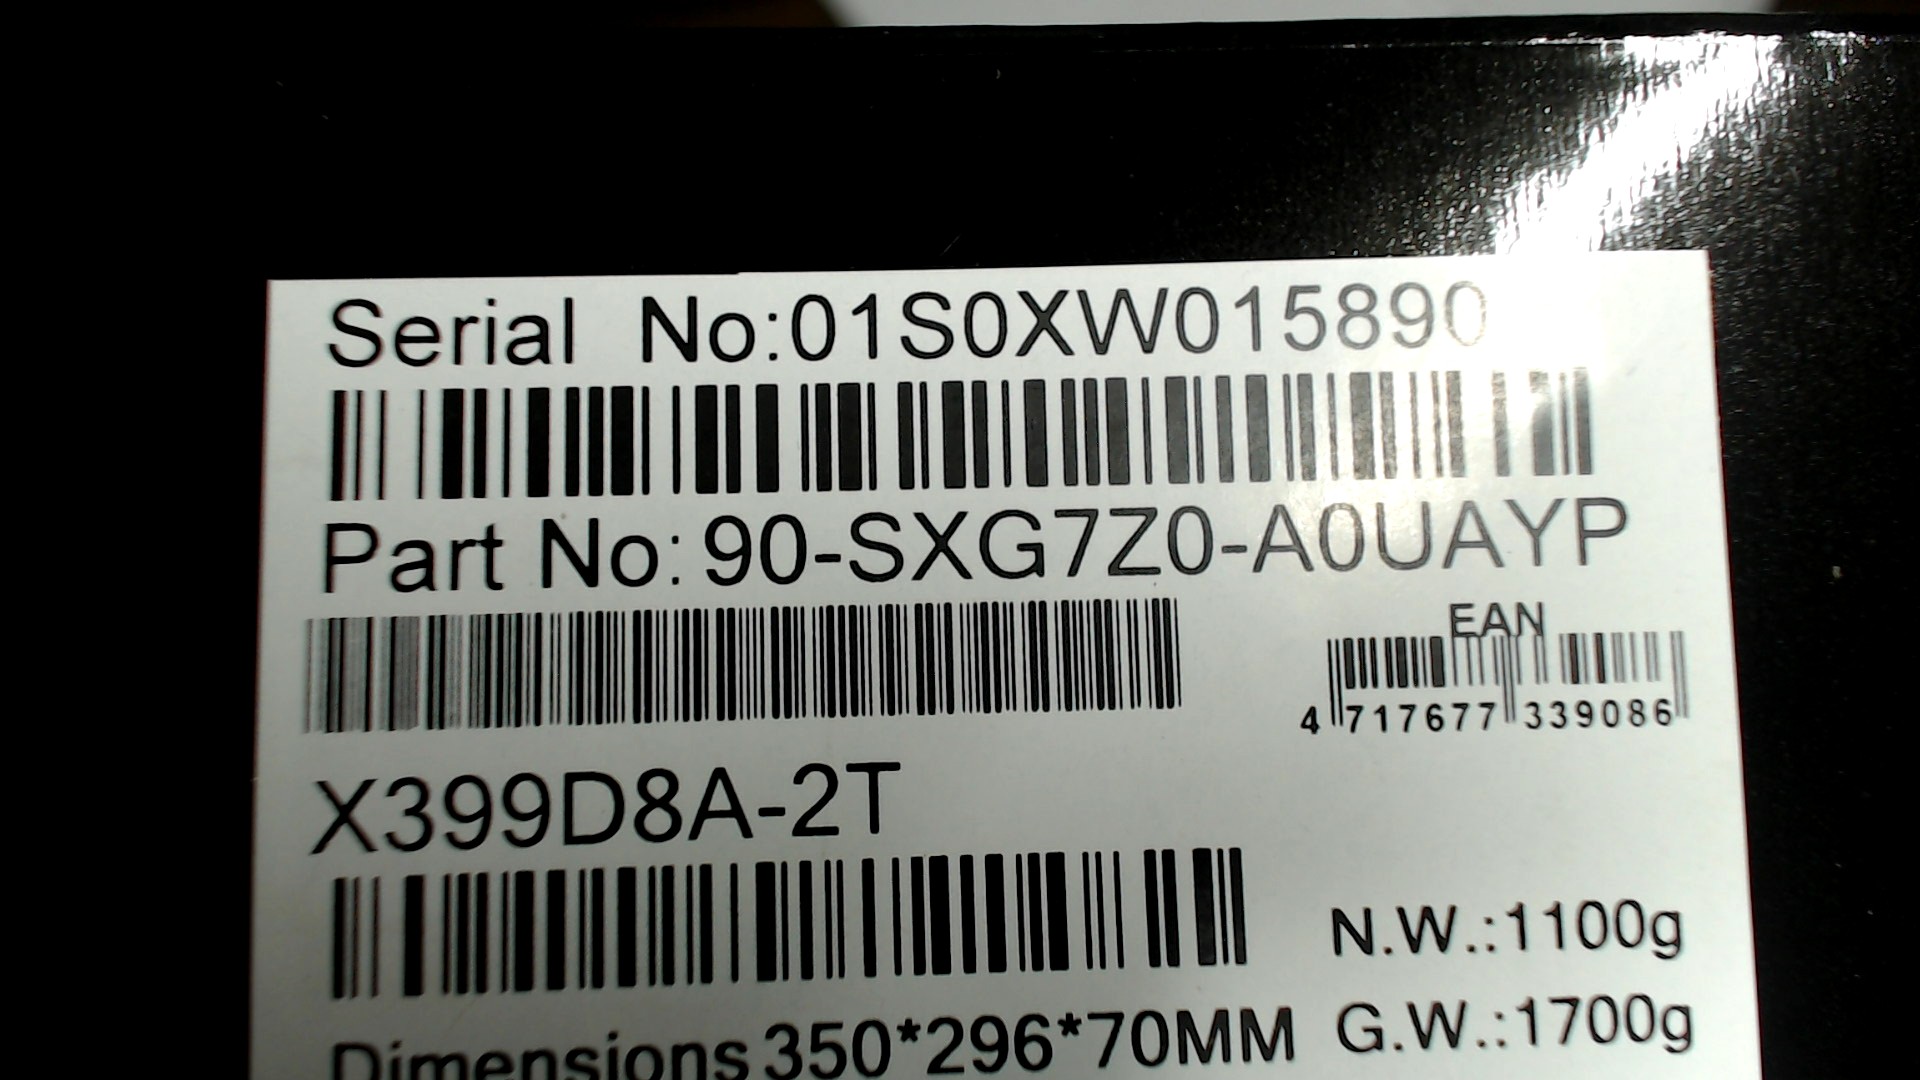 Serial No:01S0XW015890
Part No: 90-SXG7Z0-A0UAYP
EAN
4 717677 339086
X399D8A-2T
N.W.:1100g
Dimensions 350*296*70MM G.W.:1700g